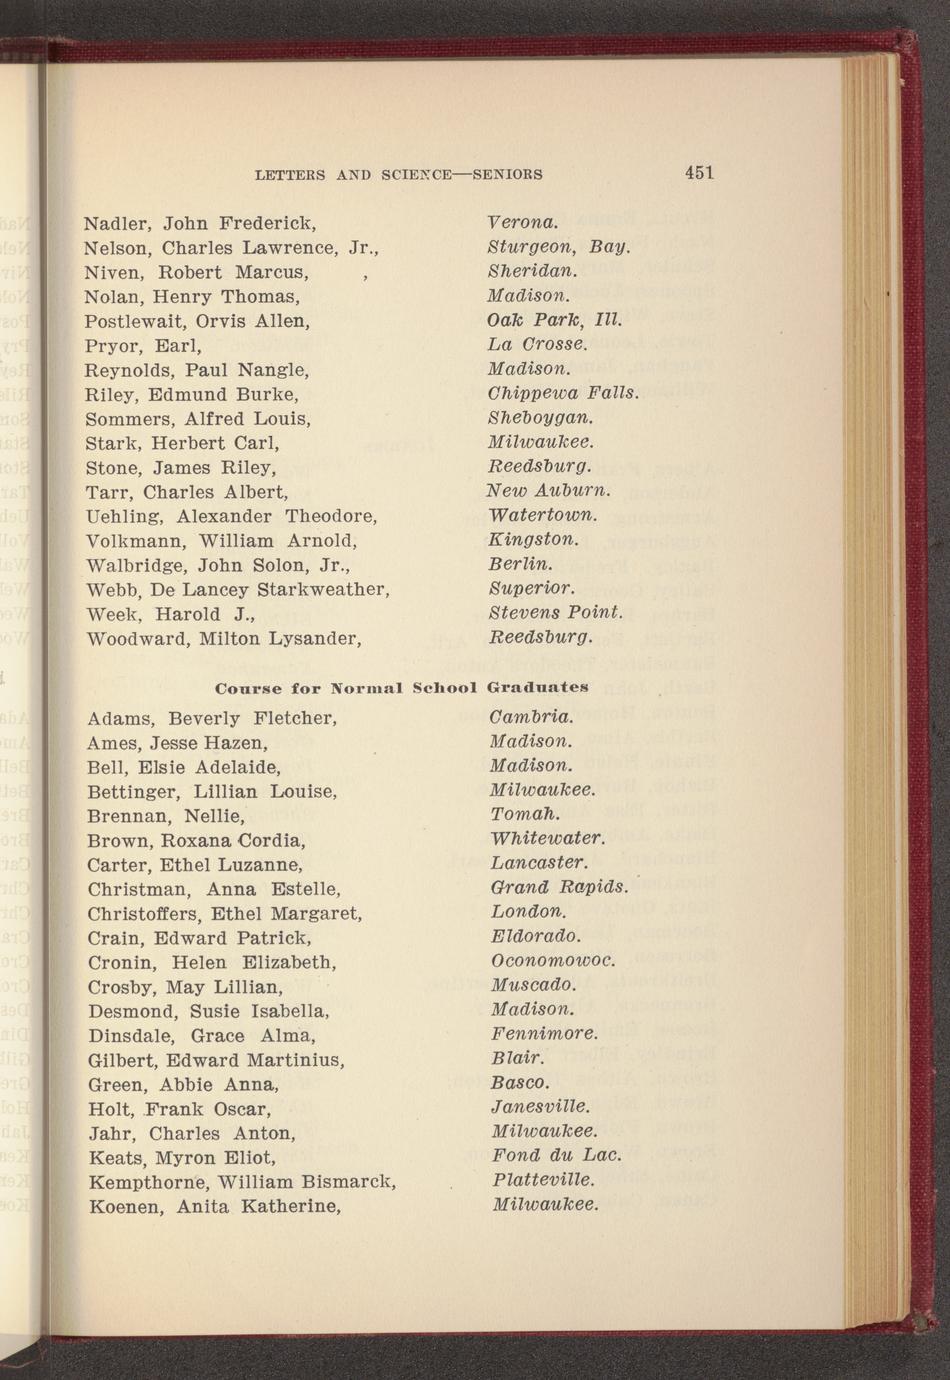 LETTERS AND SCIENCE—SENIORS 451
Nadler, John Frederick, Verona.
Nelson, Charles Lawrence, Jr., Sturgeon, Bay.
Niven, Robert Marcus, , Sheridan.
Nolan, Henry Thomas, Madison.
Postlewait, Orvis Allen, Oak Park, Ill.
Pryor, Earl, La Crosse.
Reynolds, Paul Nangle, Madison.
Riley, Edmund Burke, Chippewa Falls.
Sommers, Alfred Louis, Sheboygan.
Stark, Herbert Carl, Milwaukee.
Stone, James Riley, Reedsburg.
Tarr, Charles Albert, New Auburn.
Uehling, Alexander Theodore, Watertown.
Volkmann, William Arnold, Kingston.
Walbridge, John Solon, Jr., Berlin.
Webb, De Lancey Starkweather, Superior.
Week, Harold J., Stevens Point.
Woodward, Milton Lysander, Reedsburg.
Course for Normal School Graduates
Adams, Beverly Fletcher, Cambria.
Ames, Jesse Hazen, Madison.
Bell, Elsie Adelaide, Madison.
Bettinger, Lillian Louise, Milwaukee.
Brennan, Nellie, Tomah.
Brown, Roxana Cordia, Whitewater.
Carter, Ethel Luzanne, Lancaster.
Christman, Anna Estelle, Grand Rapids.
Christoffers, Ethel Margaret, London.
Crain, Edward Patrick, Eldorado.
Cronin, Helen Elizabeth, Oconomowoc.
Crosby, May Lillian, Muscado.
Desmond, Susie Isabella, Madison.
Dinsdale, Grace Alma, Fennimore.
Gilbert, Edward Martinius, Blair.
Green, Abbie Anna, Basco.
Holt, Frank Oscar, Janesville.
Jahr, Charles Anton, Milwaukee.
Keats, Myron Eliot, Fond du Lac.
Kempthorne, William Bismarck, Platteville.
Koenen, Anita Katherine, Milwaukee.